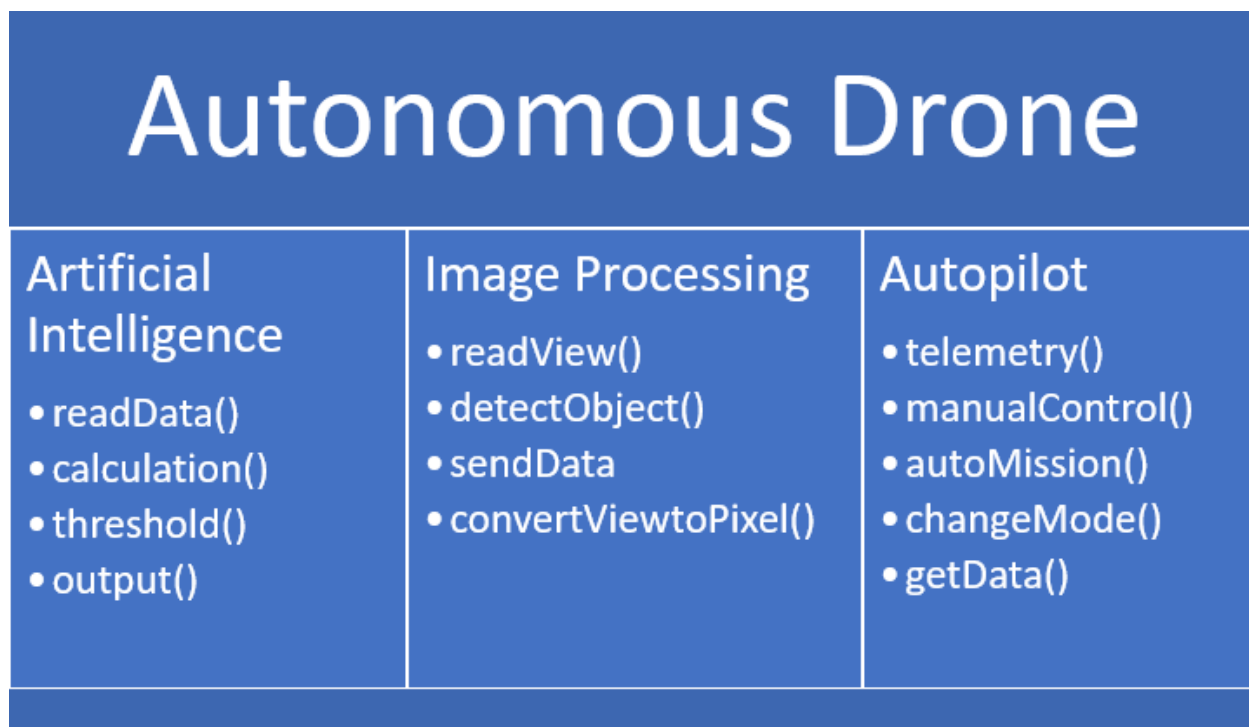 Autonomous Drone
Artificial
Intelligence
• readData()
• calculation()
• threshold()
• output()
Image Processing
• readView()
• detectObject()
• sendData
• convertViewtoPixel()
Autopilot
• telemetry()
• manualControl()
• autoMission()
• changeMode()
• getData()